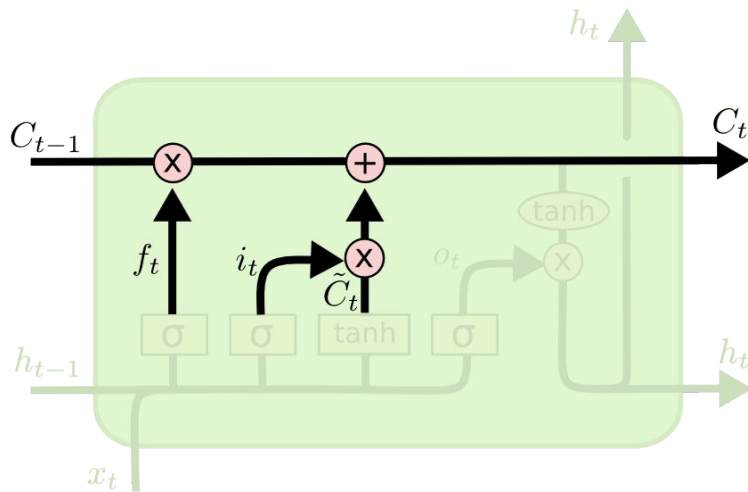 h_t
C_{t-1} x + C_t
tanh
f_t i_t x o_t x
C̃_t
σ σ tanh σ
h_{t-1} h_t
x_t